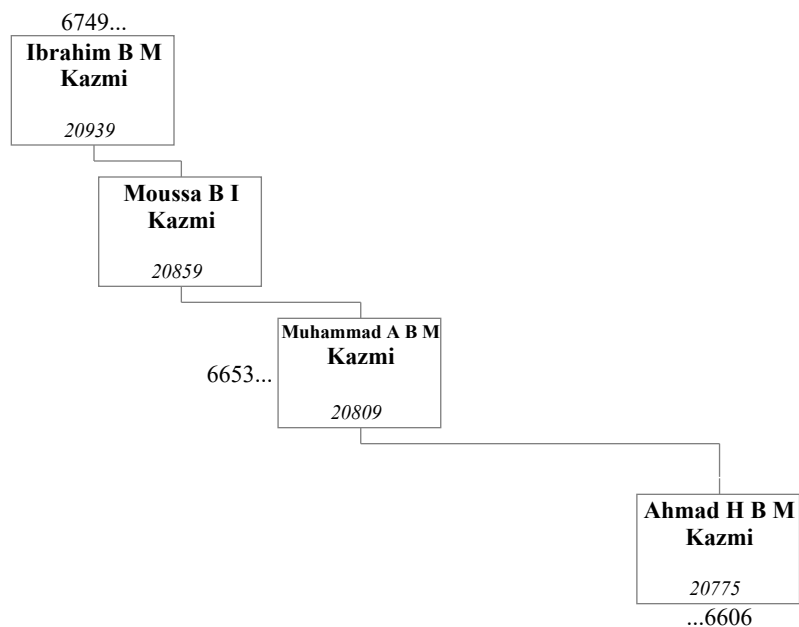 6749...
Ibrahim B M
Kazmi
20939
Moussa B I
Kazmi
20859
Muhammad A B M
Kazmi
6653...
20809
Ahmad H B M
Kazmi
20775
...6606